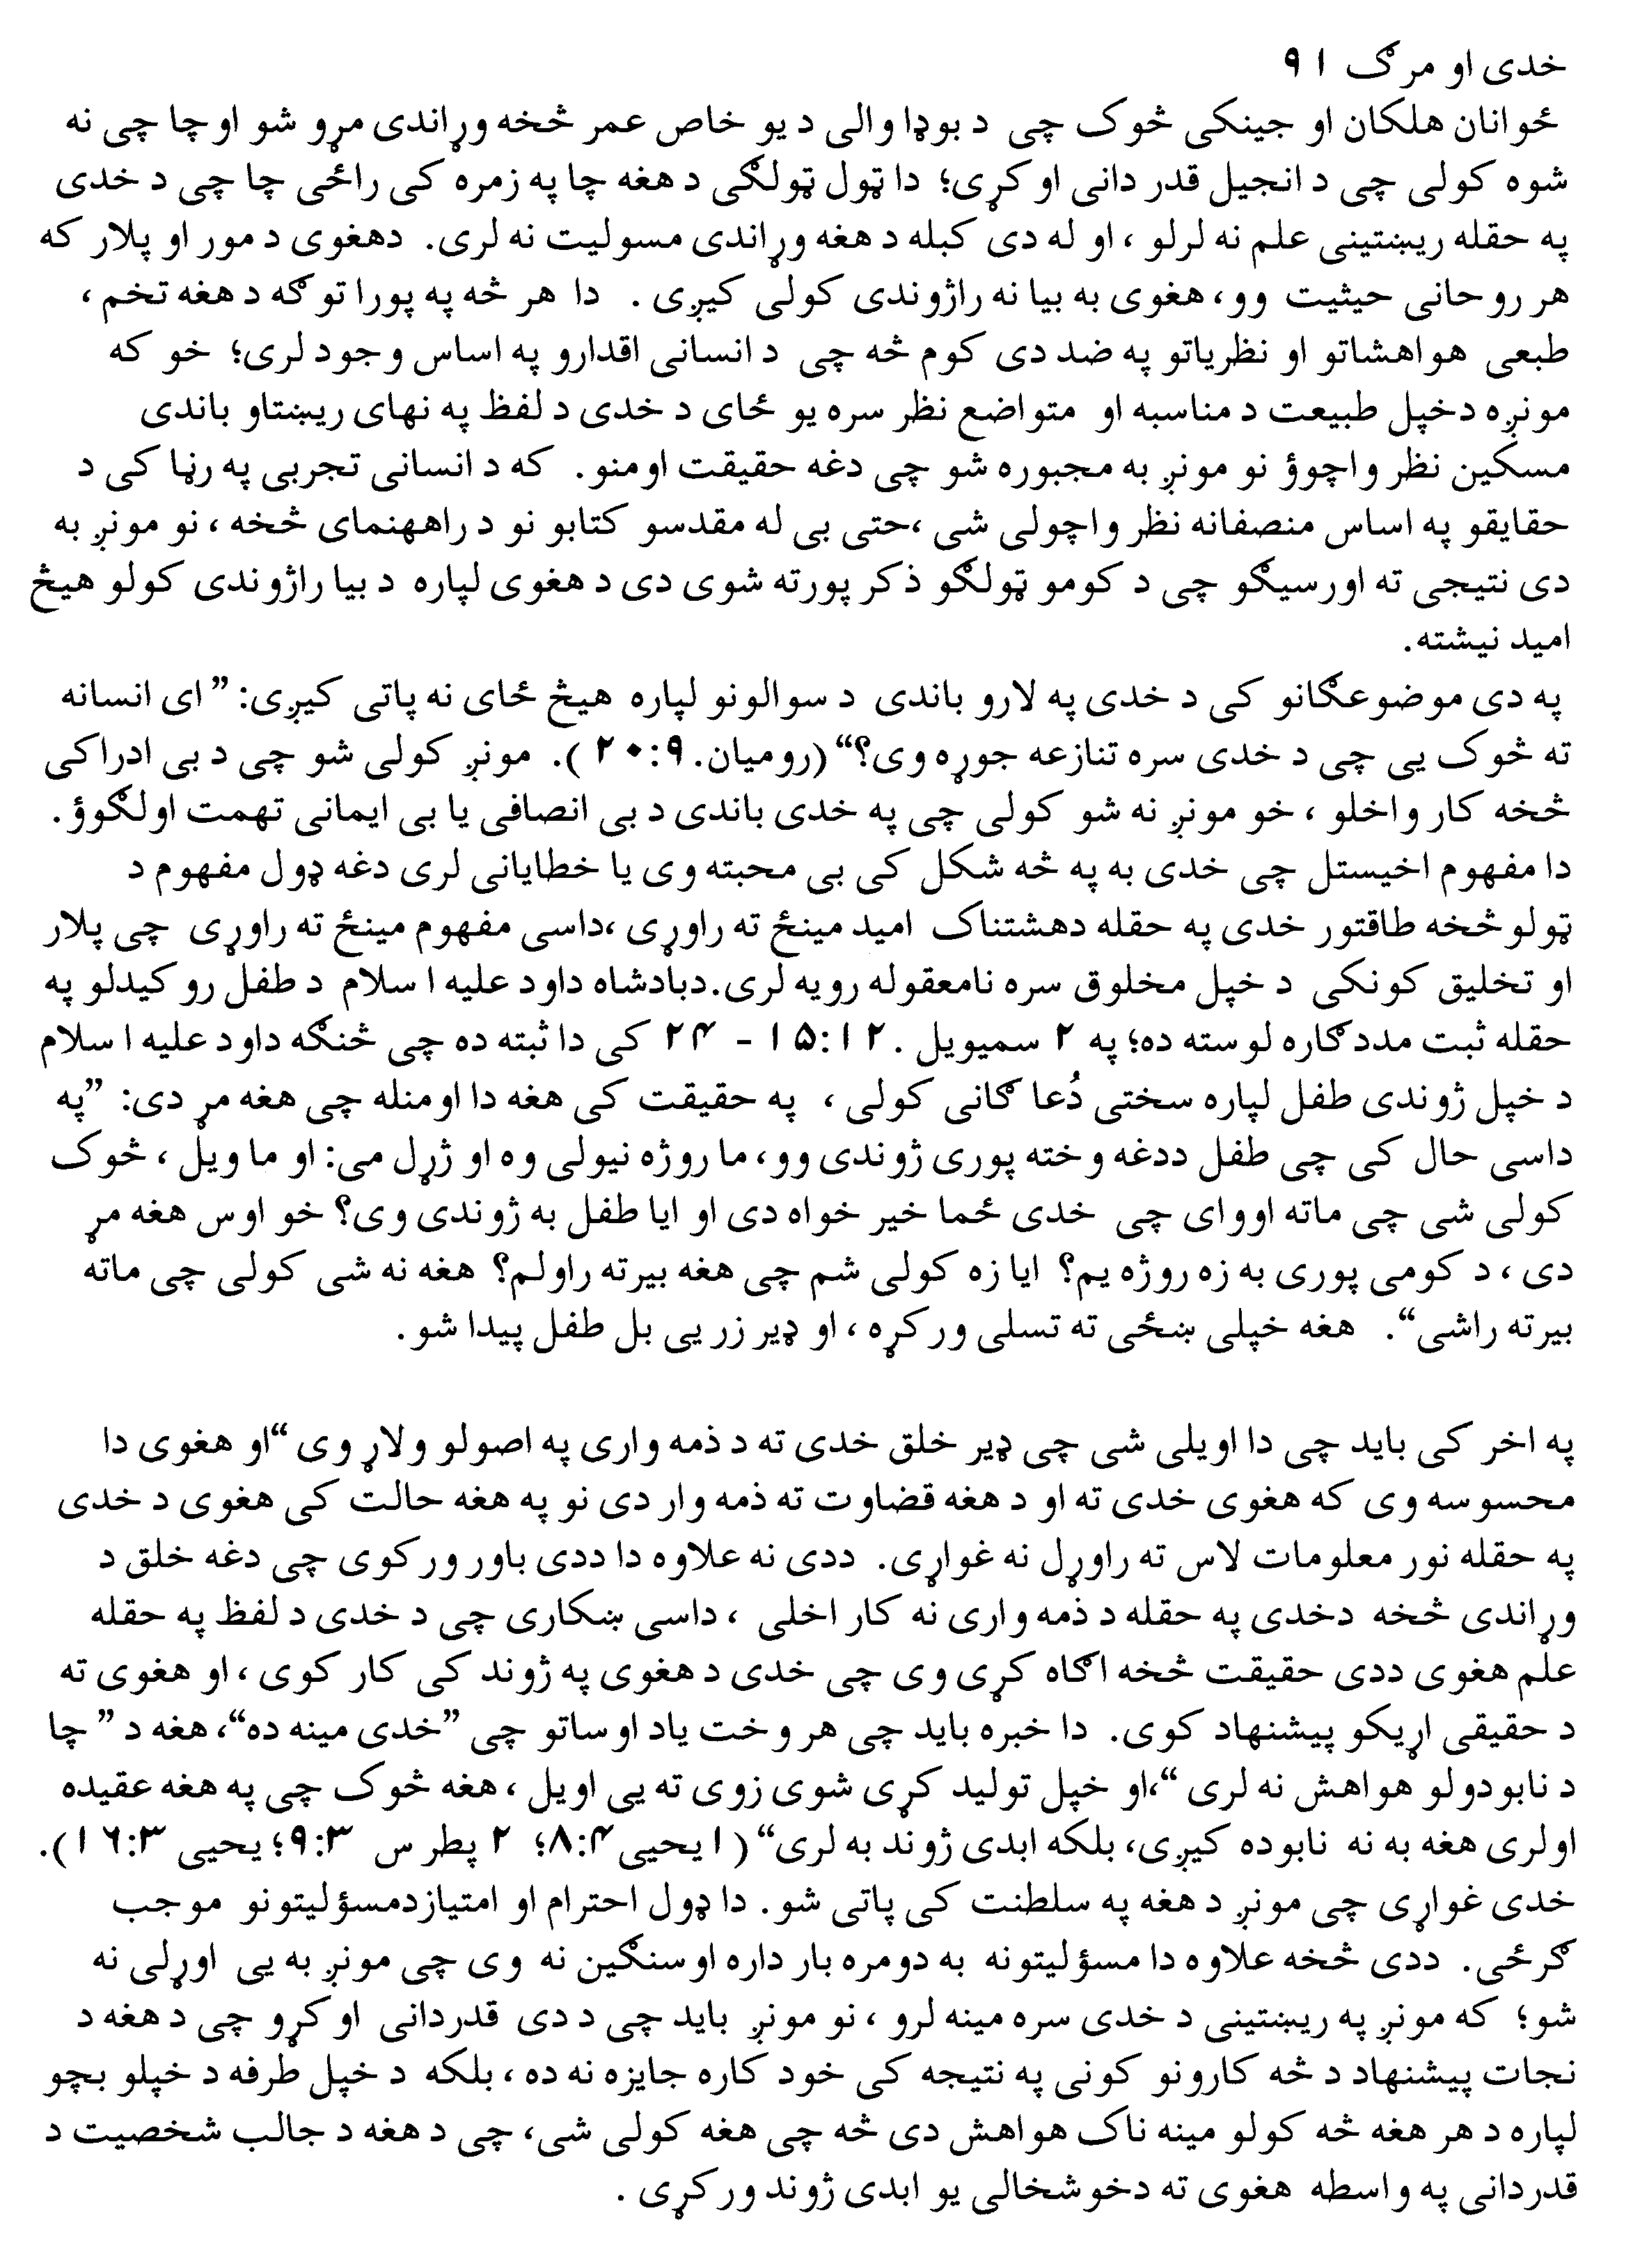 خدی او مرګ ۹۱
ځوانان هلکان او جینکی څوک چی د بوډا والی د یو خاص عمر څخه وړاندی مړو شو او چا چی نه
شوه کولی چی د انجیل قدر دانی او کړی؛ دا ټول ټولګی د هغه چا په زمره کی راځی چا چی د خدی
په حقله ریښتینی علم نه لرلو ، او له دی کبله د هغه وړاندی مسولیت نه لری. دهغوی د مور او پلار که
هر روحانی حیثیت وو، هغوی به بیا نه راژوندی کولی کیږی . دا هر څه په پورا توګه د هغه تخم ،
طبعی هواهشاتو او نظریاتو په ضد دی کوم څه چی د انسانی اقدارو په اساس وجود لری؛ خو که
مونږه دخپل طبیعت د مناسبه او متواضع نظر سره یو ځای د خدی د لفظ په نهای ریښتاو باندی
مسکین نظر واچوؤ نو مونږ به مجبوره شو چی دغه حقیقت اومنو. که د انسانی تجربی په رڼا کی د
حقایقو په اساس منصفانه نظر واچولی شی ،حتی بی له مقدسو کتابو نو د راههنمای څخه ، نو مونږ به
دی نتیجی ته اورسیګو چی د کومو ټولګو ذکر پورته شوی دی د هغوی لپاره د بیا راژوندی کولو هیڅ
امید نیشته.
په دی موضوعګانو کی د خدی په لارو باندی د سوالونو لپاره هیڅ ځای نه پاتی کیږی: ”ای انسانه
ته څوک یی چی د خدی سره تنازعه جوړه وی؟“ (رومیان.۲۰:۹ ). مونږ کولی شو چی د بی ادراکی
څخه کار واخلو ، خو مونږ نه شو کولی چی په خدی باندی د بی انصافی یا بی ایمانی تهمت اولګوؤ.
دا مفهوم اخیستل چی خدی به په څه شکل کی بی محبته وی یا خطایانی لری دغه ډول مفهوم د
ټولو څخه طاقتور خدی په حقله دهشتناک امید مینځ ته راوړی ،داسی مفهوم مینځ ته راوړی چی پلار
او تخلیق کونکی د خپل مخلوق سره نامعقوله رویه لری.دبادشاه داود علیه ا سلام د طفل رو کیدلو په
حقله ثبت مددګاره لوسته ده؛ په ۲ سمیویل .۱۵:۱۲ - ۲۴ کی دا ثبته ده چی څنګه داود علیه ا سلام
د خپل ژوندی طفل لپاره سختی دُعا ګانی کولی ، په حقیقت کی هغه دا اومنله چی هغه مړ دی: ”په
داسی حال کی چی طفل ددغه وخته پوری ژوندی وو، ما روژه نیولی وه او ژړل می: او ما ویل ، څوک
کولی شی چی ماته اووای چی خدی ځما خیر خواه دی او ایا طفل به ژوندی وی؟ خو اوس هغه مړ
دی ، د کومی پوری به زه روژه یم؟ ایا زه کولی شم چی هغه بیرته راولم؟ هغه نه شی کولی چی ماته
بیرته راشی“. هغه خپلی ښځی ته تسلی ورکړه ، او ډیر زر یی بل طفل پیدا شو.
په اخر کی باید چی دا اویلی شی چی ډیر خلق خدی ته د ذمه واری په اصولو ولاړ وی “او هغوی دا
محسوسه وی که هغوی خدی ته او د هغه قضاوت ته ذمه وار دی نو په هغه حالت کی هغوی د خدی
په حقله نور معلومات لاس ته راوړل نه غواړی. ددی نه علاوه دا ددی باور ورکوی چی دغه خلق د
وړاندی څخه دخدی په حقله د ذمه واری نه کار اخلی ، داسی ښکاری چی د خدی د لفظ په حقله
علم هغوی ددی حقیقت څخه اګاه کړی وی چی خدی د هغوی په ژوند کی کار کوی ، او هغوی ته
د حقیقی اړیکو پیشنهاد کوی. دا خبره باید چی هر وخت یاد اوساتو چی ”خدی مینه ده“، هغه د ” چا
د نابودولو هواهش نه لری “،او خپل تولید کړی شوی زوی ته یی اویل ، هغه څوک چی په هغه عقیده
اولری هغه به نه نابوده کیږی، بلکه ابدی ژوند به لری“ ( ۱ یحیی۸:۴؛ ۲ پطرس ۹:۳؛ یحیی ۱۶:۳).
خدی غواړی چی مونږ د هغه په سلطنت کی پاتی شو. دا ډول احترام او امتیازدمسؤلیتونو موجب
ګرځی. ددی څخه علاوه دا مسؤلیتونه به دومره بار داره اوسنګین نه وی چی مونږ به یی اوړلی نه
شو؛ که مونږ په ریښتینی د خدی سره مینه لرو ، نو مونږ باید چی د دی قدردانی اوکړو چی د هغه د
نجات پیشنهاد د څه کارونو کونی په نتیجه کی خود کاره جایزه نه ده ، بلکه د خپل طرفه د خپلو بچو
لپاره د هر هغه څه کولو مینه ناک هواهش دی څه چی هغه کولی شی، چی د هغه د جالب شخصیت د
قدردانی په واسطه هغوی ته دخوشخالی یو ابدی ژوند ورکړی .